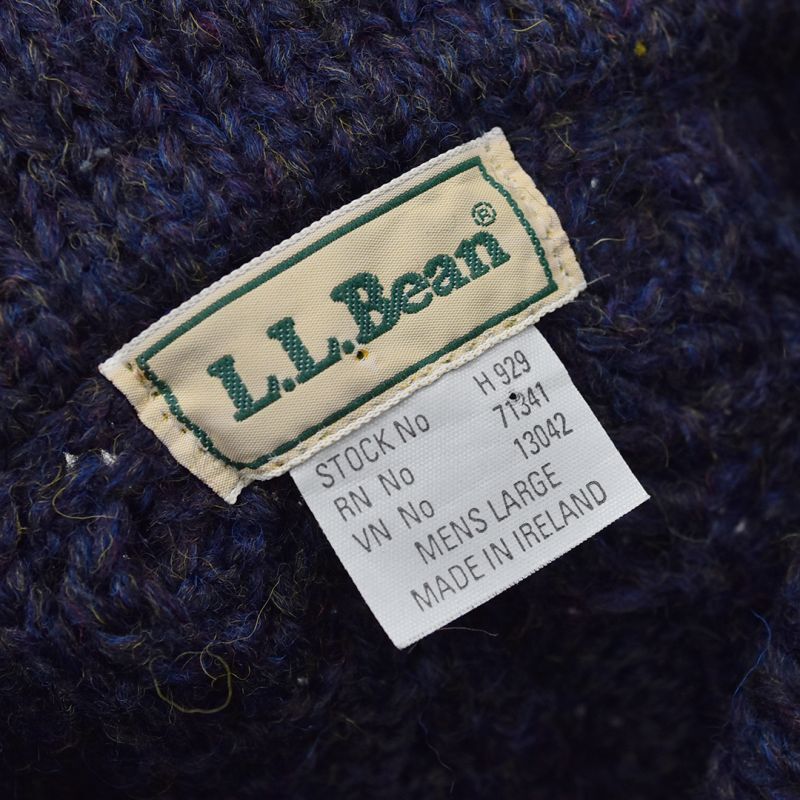 L.L.Bean®
STOCK No H 929
RN No 71341
VN No 13042
MENS LARGE
MADE IN IRELAND